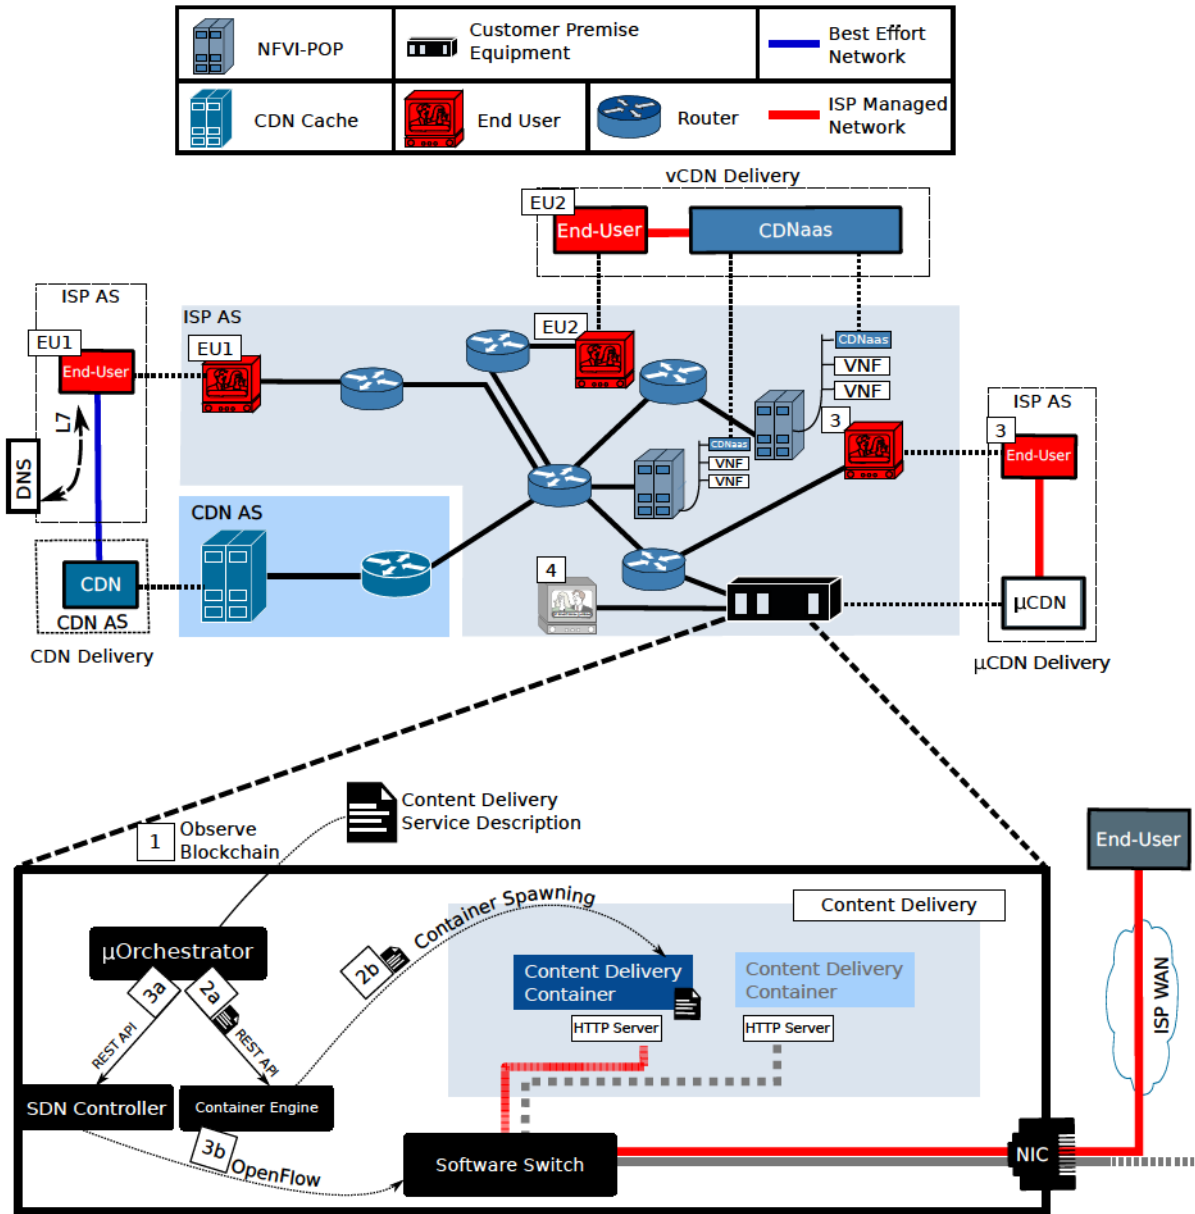 NFVI-POP
Customer Premise
Equipment
Best Effort
Network
CDN Cache
End User
Router
ISP Managed
Network
vCDN Delivery
EU2
End-User
CDNaas
ISP AS
EU1
End-User
L7
DNS
CDN
CDN AS
CDN Delivery
ISP AS
EU1
EU2
CDNaas
VNF
VNF
3
CDNaas
VNF
VNF
CDN AS
4
ISP AS
3
End-User
μCDN
μCDN Delivery
Content Delivery
Service Description
1
Observe
Blockchain
End-User
ISP WAN
Container Spawning
2b
Content Delivery
μOrchestrator
3a
2a
REST API
REST API
Content Delivery
Container
Content Delivery
Container
HTTP Server
HTTP Server
SDN Controller
Container Engine
3b
OpenFlow
Software Switch
NIC